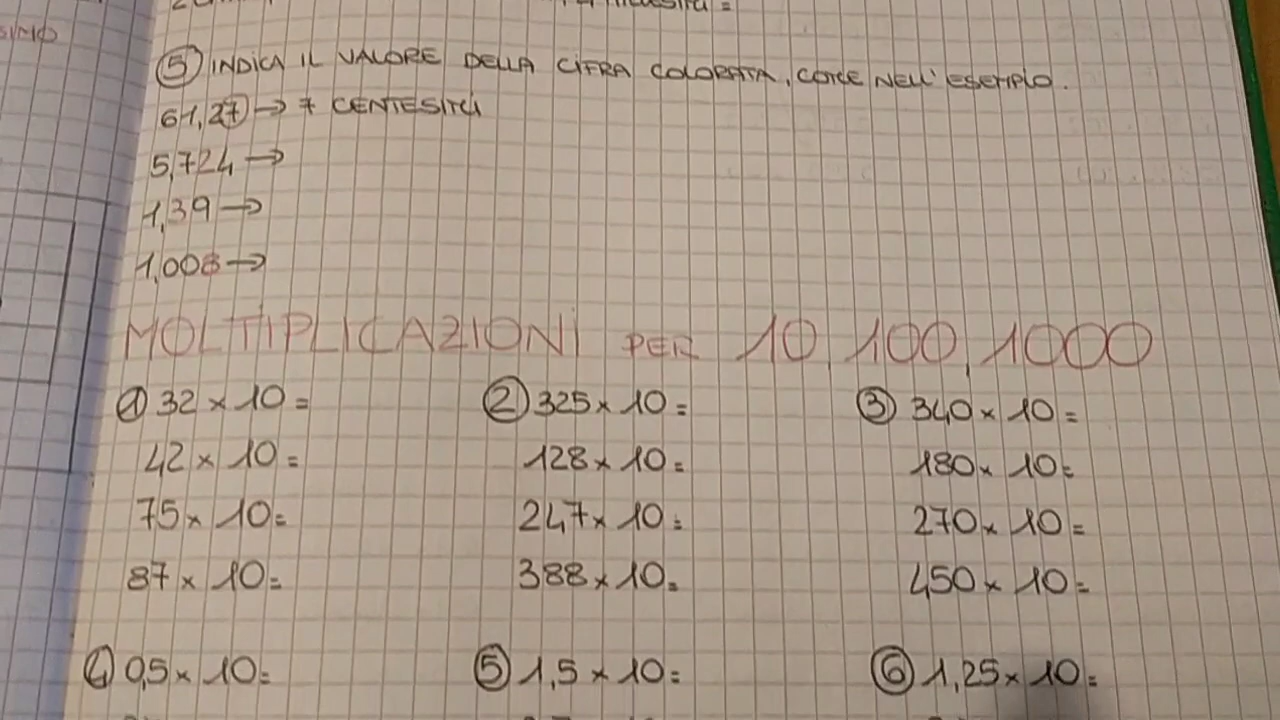 ⑤ INDICA IL VALORE DELLA CIFRA COLORATA, COME NELL'ESEMPIO.
61,27 → 7 CENTESIMI
5,724 →
1,39 →
1,008 →
MOLTIPLICAZIONI PER 10, 100, 1000
① 32 x 10 = ② 325 x 10 = ③ 340 x 10 =
42 x 10 = 128 x 10 = 180 x 10 =
75 x 10 = 247 x 10 = 270 x 10 =
87 x 10 = 388 x 10 = 450 x 10 =
④ 0,5 x 10 = ⑤ 1,5 x 10 = ⑥ 1,25 x 10 =